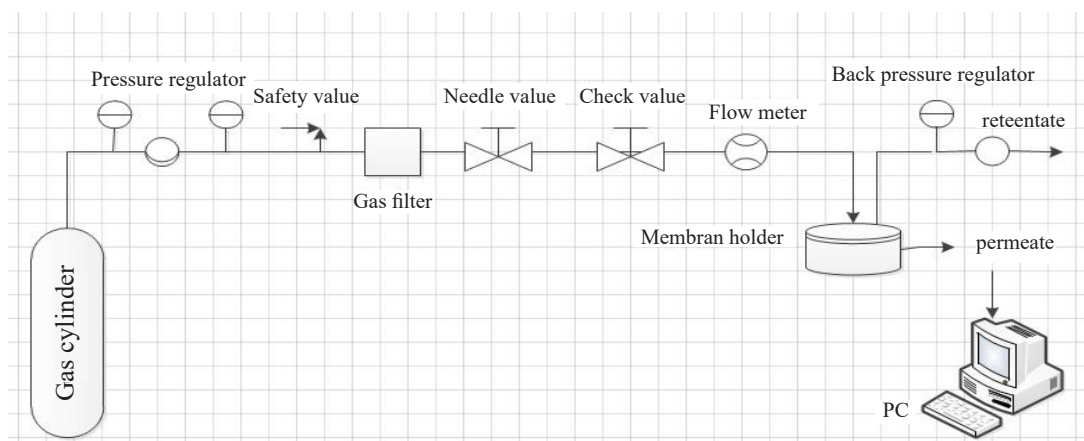 Pressure regulator
Safety value
Needle value
Check value
Flow meter
Back pressure regulator
reteentate
Gas filter
Membran holder
permeate
Gas cylinder
PC